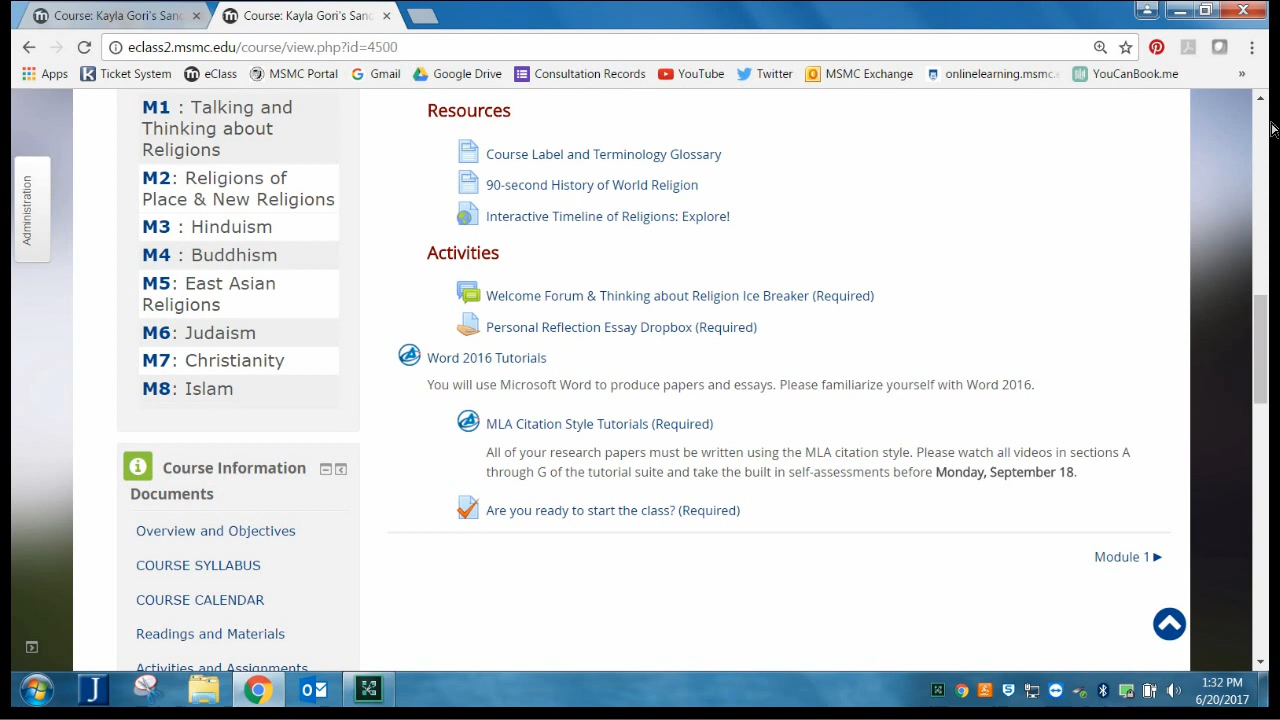 Course: Kayla Gori's Sand
Course: Kayla Gori's Sand
eclass2.msmc.edu/course/view.php?id=4500
Apps
Ticket System
eClass
MSMC Portal
Gmail
Google Drive
Consultation Records
YouTube
Twitter
MSMC Exchange
onlinelearning.msmc.
YouCanBook.me
»
Administration
M1 : Talking and
Thinking about
Religions
M2: Religions of
Place & New Religions
M3 : Hinduism
M4 : Buddhism
M5: East Asian
Religions
M6: Judaism
M7: Christianity
M8: Islam
Course Information
Documents
Overview and Objectives
COURSE SYLLABUS
COURSE CALENDAR
Readings and Materials
Activities and Assignments
Resources
Course Label and Terminology Glossary
90-second History of World Religion
Interactive Timeline of Religions: Explore!
Activities
Welcome Forum & Thinking about Religion Ice Breaker (Required)
Personal Reflection Essay Dropbox (Required)
Word 2016 Tutorials
You will use Microsoft Word to produce papers and essays. Please familiarize yourself with Word 2016.
MLA Citation Style Tutorials (Required)
All of your research papers must be written using the MLA citation style. Please watch all videos in sections A
through G of the tutorial suite and take the built in self-assessments before Monday, September 18.
Are you ready to start the class? (Required)
Module 1 ▶
1:32 PM
6/20/2017